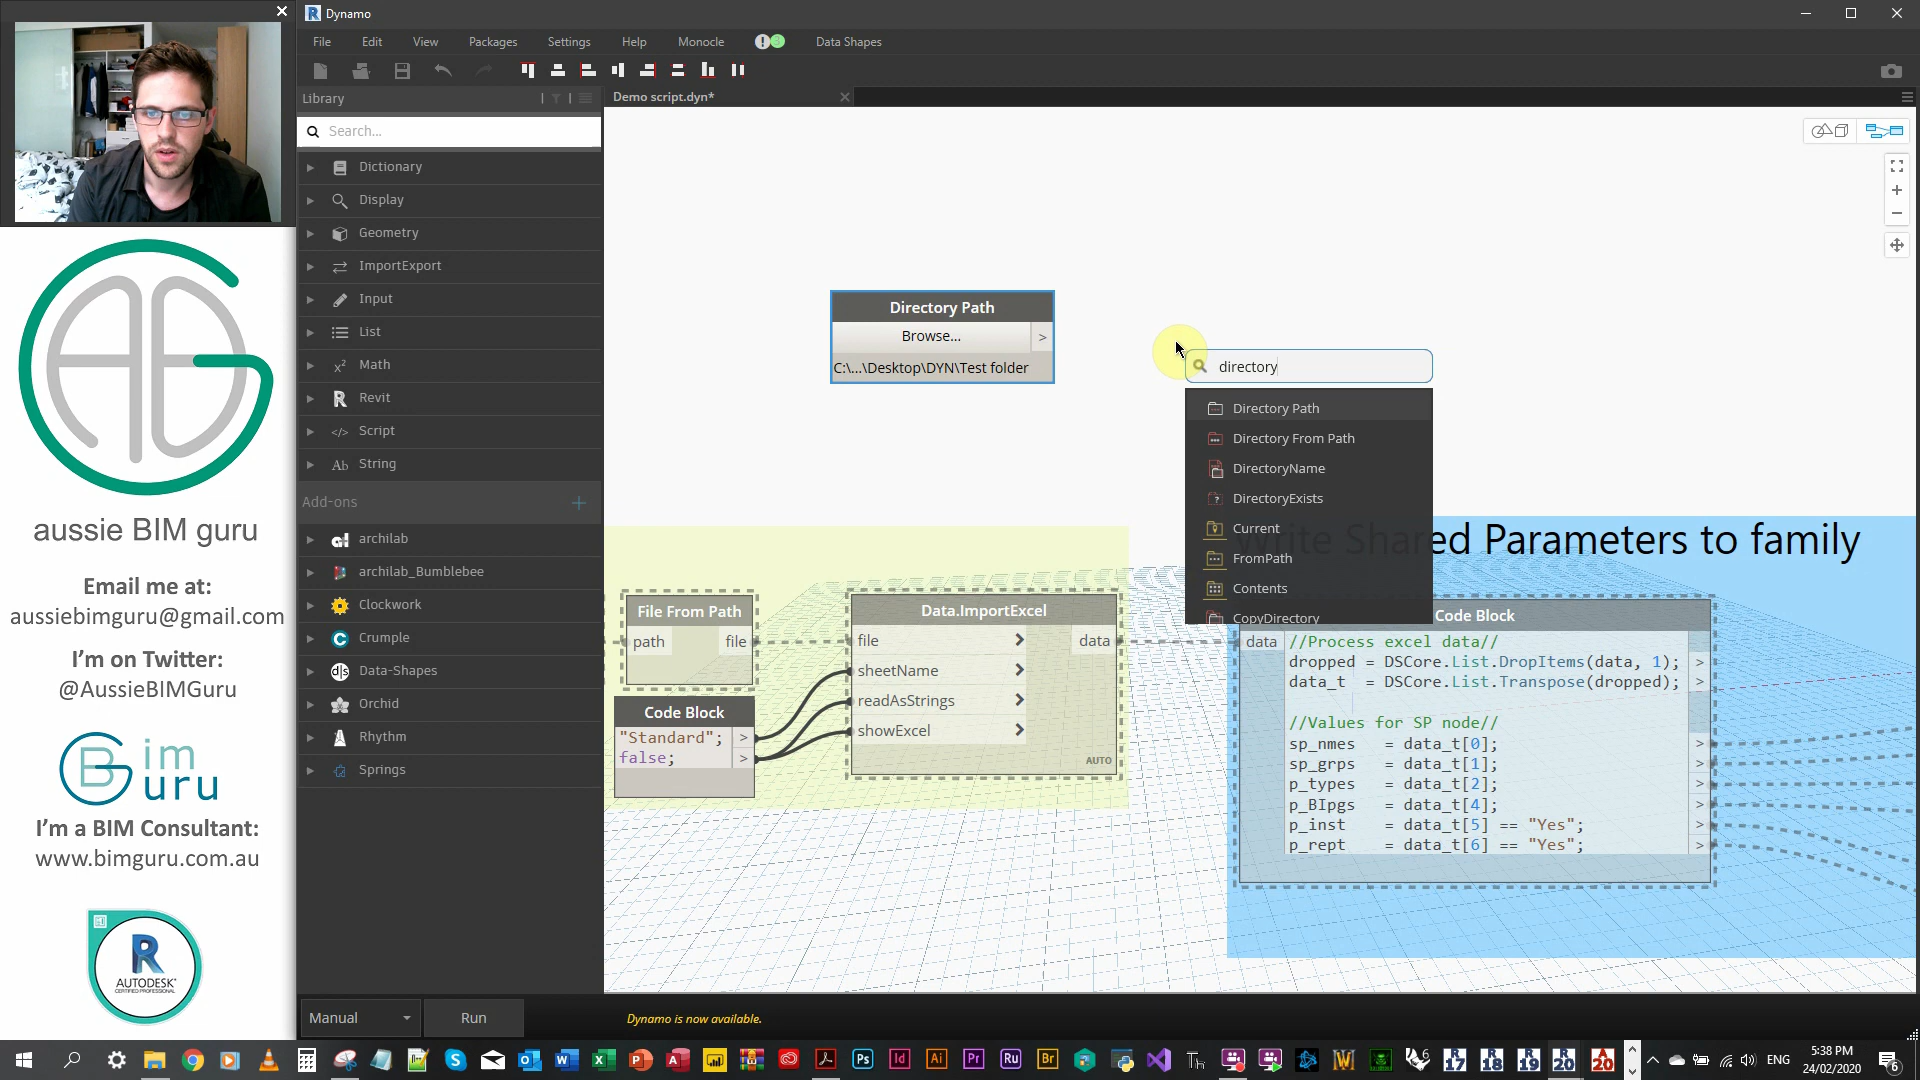 Dynamo
File Edit View Packages Settings Help Monocle Data Shapes
Library
Demo script.dyn*
Search...
Dictionary
Display
Geometry
ImportExport
Input
List
Math
Revit
Script
String
Add-ons
archilab
archilab_Bumblebee
Clockwork
Crumple
Data-Shapes
Orchid
Rhythm
Springs
aussie BIM guru
Email me at:
aussiebimguru@gmail.com
I'm on Twitter:
@AussieBIMGuru
Bim
Guru
I'm a BIM Consultant:
www.bimguru.com.au
R
AUTODESK
CERTIFIED PROFESSIONAL
Directory Path
Browse... >
C:\...\Desktop\DYN\Test folder
directory
Directory Path
Directory From Path
DirectoryName
DirectoryExists
Current
FromPath
Contents
CopyDirectory
Write Shared Parameters to family
File From Path
path file
Code Block
"Standard"; >
false; >
Data.ImportExcel
file data
sheetName
readAsStrings
showExcel
AUTO
Code Block
data //Process excel data//
dropped = DSCore.List.DropItems(data, 1); >
data_t = DSCore.List.Transpose(dropped); >
//Values for SP node//
sp_nmes = data_t[0]; >
sp_grps = data_t[1]; >
p_types = data_t[2]; >
p_BIpgs = data_t[4]; >
p_inst = data_t[5] == "Yes"; >
p_rept = data_t[6] == "Yes"; >
Manual Run Dynamo is now available.
ENG
5:38 PM
24/02/2020